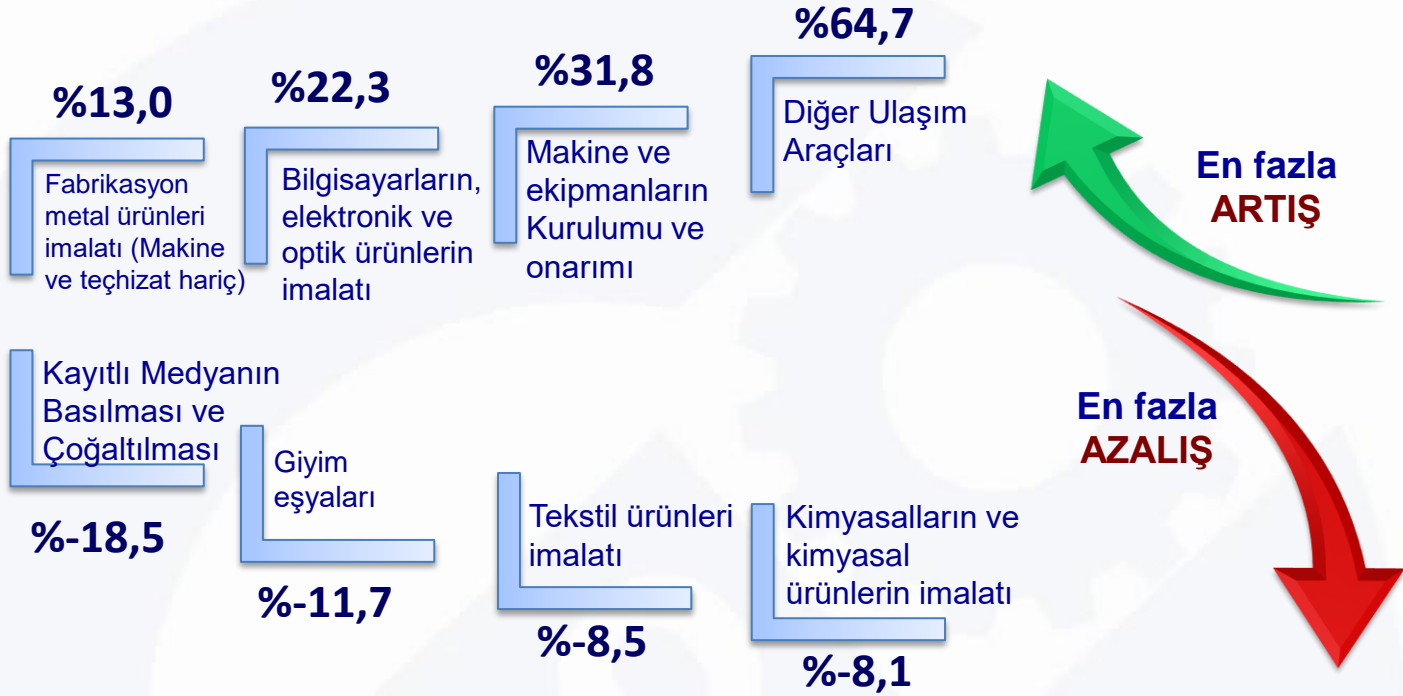 %13,0
Fabrikasyon
metal ürünleri
imalatı (Makine
ve teçhizat hariç)
%22,3
Bilgisayarların,
elektronik ve
optik ürünlerin
imalatı
%31,8
Makine ve
ekipmanların
Kurulumu ve
onarımı
%64,7
Diğer Ulaşım
Araçları
En fazla
ARTIŞ
Kayıtlı Medyanın
Basılması ve
Çoğaltılması
%-18,5
Giyim
eşyaları
%-11,7
Tekstil ürünleri
imalatı
%-8,5
Kimyasalların ve
kimyasal
ürünlerin imalatı
%-8,1
En fazla
AZALIŞ